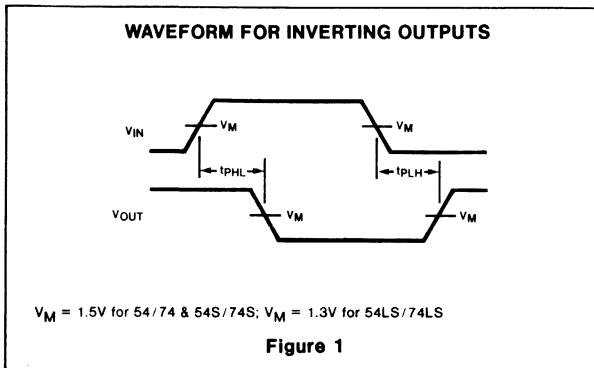 WAVEFORM FOR INVERTING OUTPUTS
VIN
VM
VM
tPHL
tPLH
VOUT
VM
VM
VM = 1.5V for 54/74 & 54S/74S; VM = 1.3V for 54LS/74LS
Figure 1